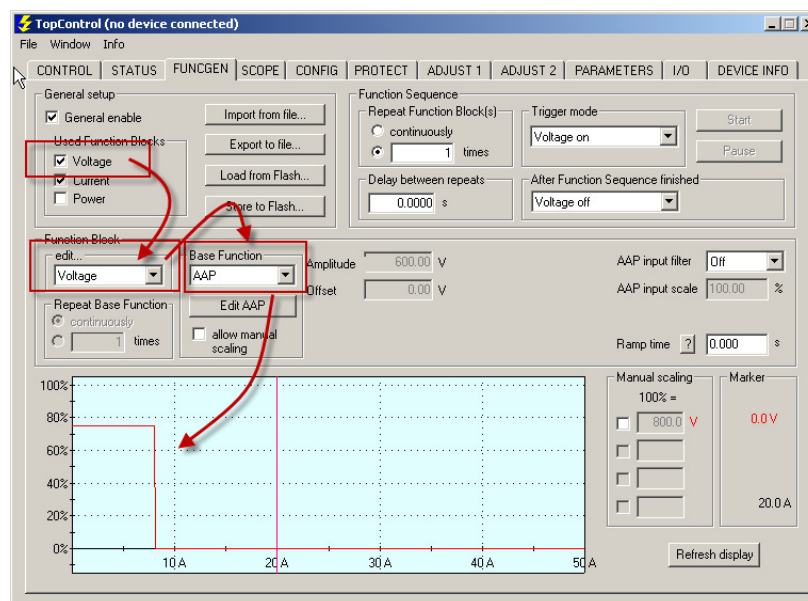 TopControl (no device connected)
File Window Info
CONTROL STATUS FUNCGEN SCOPE CONFIG PROTECT ADJUST 1 ADJUST 2 PARAMETERS I/O DEVICE INFO
General setup
General enable
Used Function Blocks
Voltage
Current
Power
Import from file...
Export to file...
Load from Flash...
Store to Flash...
Function Sequence
Repeat Function Block(s)
continuously
1 times
Delay between repeats
0.0000 s
Trigger mode
Voltage on
Start
Pause
After Function Sequence finished
Voltage off
Function Block
edit...
Voltage
Repeat Base Function
continuously
1 times
Base Function
AAP
Edit AAP
allow manual
scaling
Amplitude 600.00 V
Offset 0.00 V
AAP input filter Off
AAP input scale 100.00 %
Ramp time ? 0.000 s
100%
80%
60%
40%
20%
0%
10 A 20 A 30 A 40 A 50 A
Manual scaling
100% =
800.0 V
Marker
0.0 V
20.0 A
Refresh display